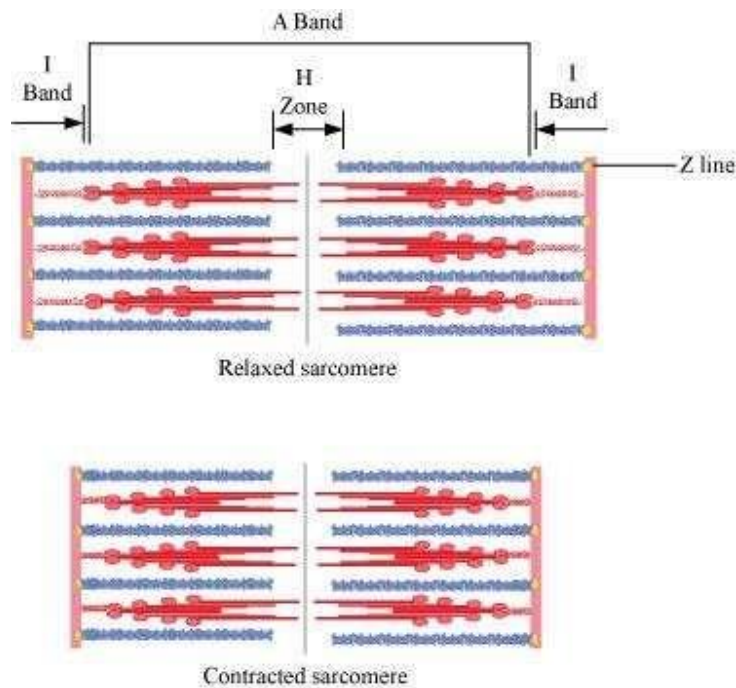 A Band
I
Band
H
Zone
I
Band
Z line
Relaxed sarcomere
Contracted sarcomere